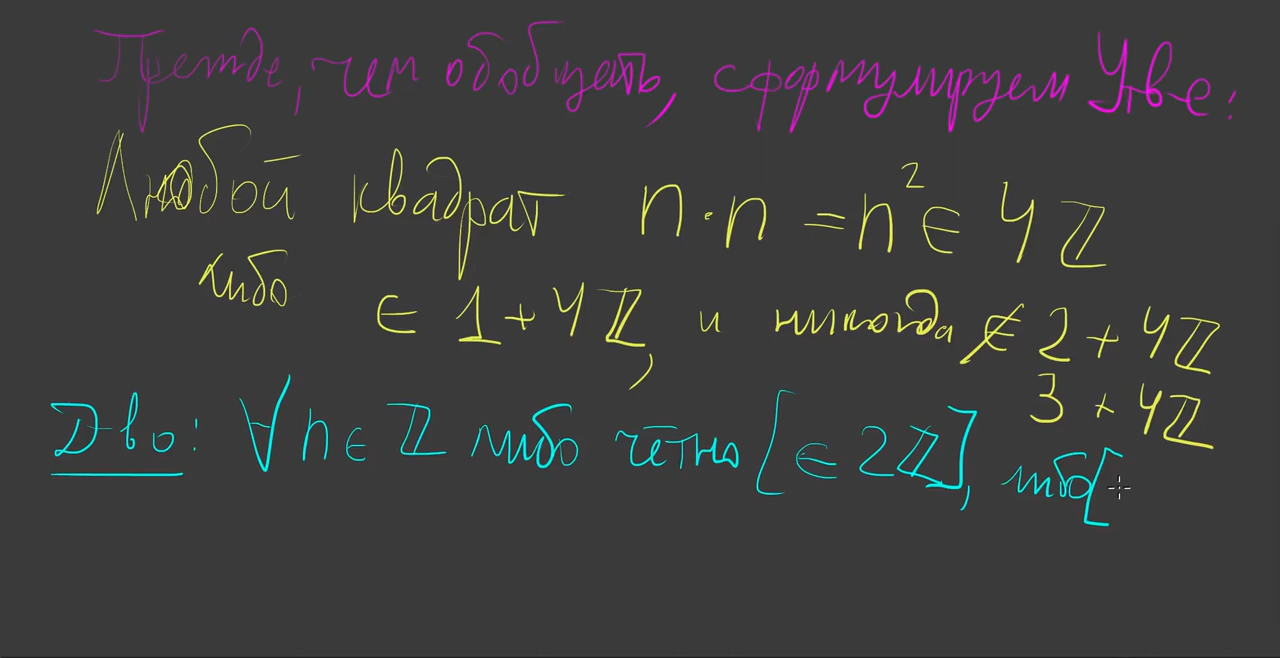 Прежде, чем обобщать, сформулируем Утве:
Любой квадрат n · n = n² ∈ 4ℤ
либо ∈ 1 + 4ℤ, и никогда ∉ 2 + 4ℤ
3 + 4ℤ
Д-во: ∀n ∈ ℤ либо чётно [∈ 2ℤ], либо [